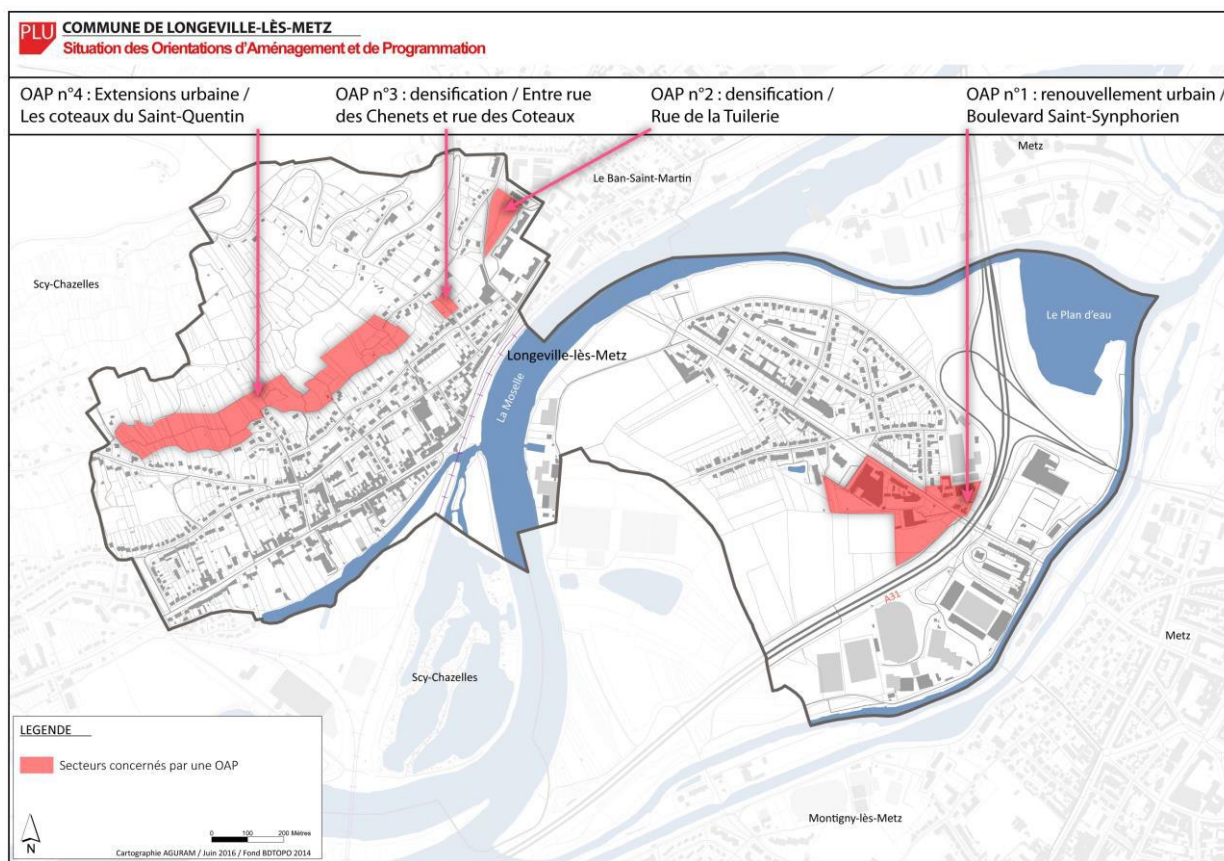 PLU
COMMUNE DE LONGEVILLE-LÈS-METZ
Situation des Orientations d'Aménagement et de Programmation
OAP n°4 : Extensions urbaine /
Les coteaux du Saint-Quentin
OAP n°3 : densification / Entre rue
des Chenets et rue des Coteaux
OAP n°2 : densification /
Rue de la Tuilerie
OAP n°1 : renouvellement urbain /
Boulevard Saint-Synphorien
Metz
Le Ban-Saint-Martin
Scy-Chazelles
Le Plan d'eau
Longeville-lès-Metz
La Moselle
A31
Metz
Scy-Chazelles
Montigny-lès-Metz
LEGENDE
Secteurs concernés par une OAP
N
0 100 200 Mètres
Cartographie AGURAM / Juin 2016 / Fond BDTOPO 2014